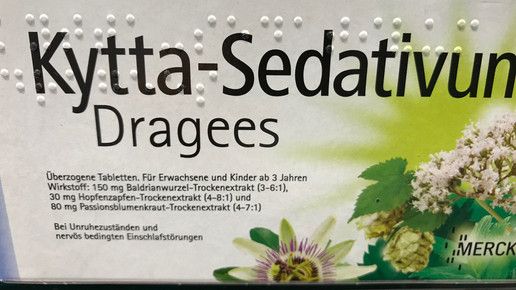 Kytta-Sedativum
Dragees
Überzogene Tabletten. Für Erwachsene und Kinder ab 3 Jahren
Wirkstoff: 150 mg Baldrianwurzel-Trockenextrakt (3-6:1),
30 mg Hopfenzapfen-Trockenextrakt (4-8:1) und
80 mg Passionsblumenkraut-Trockenextrakt (4-7:1)
Bei Unruhezuständen und
nervös bedingten Einschlafstörungen
MERCK